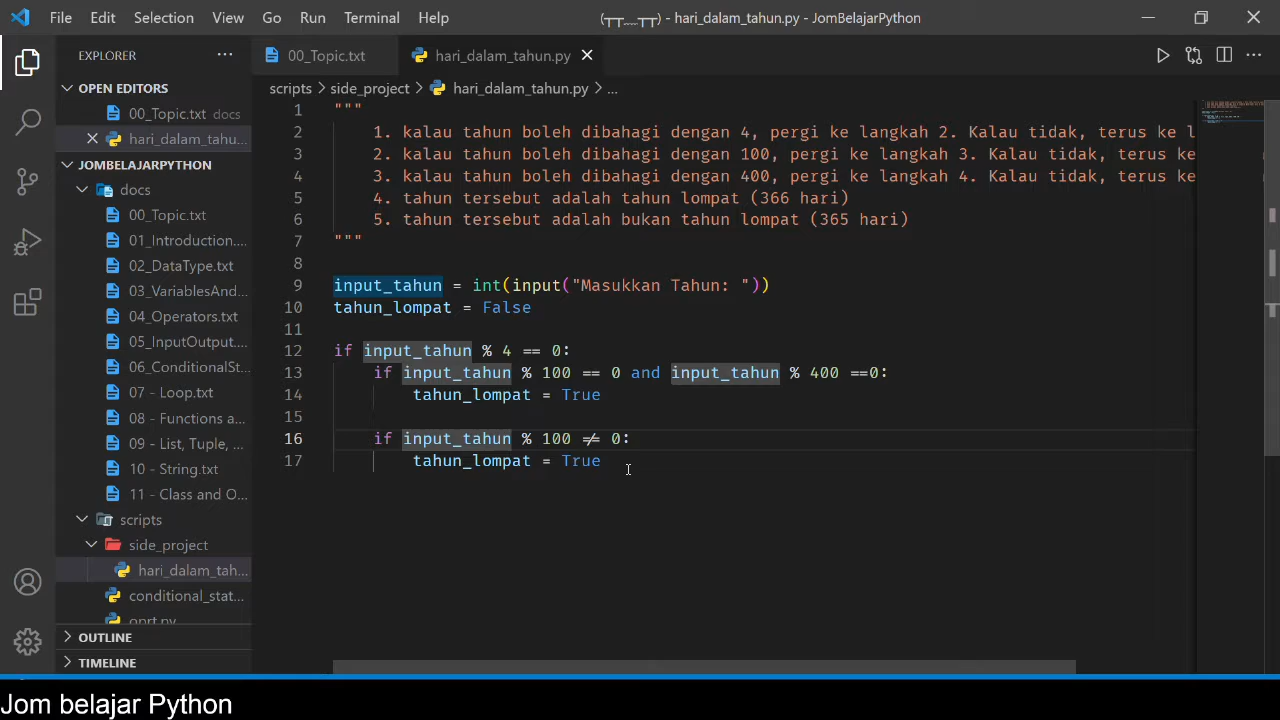 File Edit Selection View Go Run Terminal Help (┬┬﹏┬┬) - hari_dalam_tahun.py - JomBelajarPython
EXPLORER ...
00_Topic.txt hari_dalam_tahun.py
OPEN EDITORS
00_Topic.txt docs
hari_dalam_tahu...
JOMBELAJARPYTHON
docs
00_Topic.txt
01_Introduction....
02_DataType.txt
03_VariablesAnd...
04_Operators.txt
05_InputOutput....
06_ConditionalSt...
07 - Loop.txt
08 - Functions a...
09 - List, Tuple, ...
10 - String.txt
11 - Class and O...
scripts
side_project
hari_dalam_tah...
conditional_stat...
oprt.py
OUTLINE
TIMELINE
scripts > side_project > hari_dalam_tahun.py > ...
1 """
2 1. kalau tahun boleh dibahagi dengan 4, pergi ke langkah 2. Kalau tidak, terus ke l
3 2. kalau tahun boleh dibahagi dengan 100, pergi ke langkah 3. Kalau tidak, terus ke
4 3. kalau tahun boleh dibahagi dengan 400, pergi ke langkah 4. Kalau tidak, terus ke
5 4. tahun tersebut adalah tahun lompat (366 hari)
6 5. tahun tersebut adalah bukan tahun lompat (365 hari)
7 """
8
9 input_tahun = int(input("Masukkan Tahun: "))
10 tahun_lompat = False
11
12 if input_tahun % 4 == 0:
13 if input_tahun % 100 == 0 and input_tahun % 400 ==0:
14 tahun_lompat = True
15
16 if input_tahun % 100 ≠ 0:
17 tahun_lompat = True
Jom belajar Python